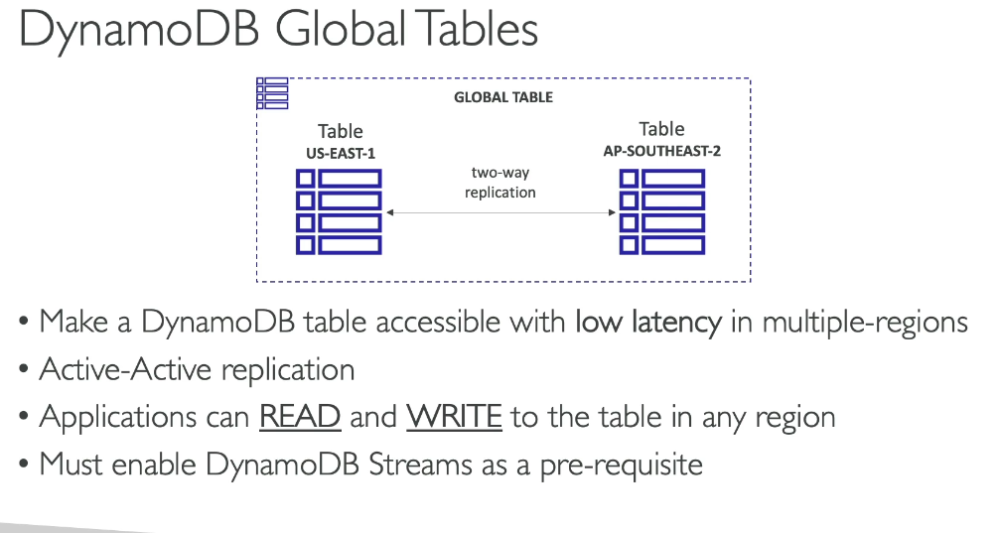 DynamoDB Global Tables
GLOBAL TABLE
Table
US-EAST-1
two-way
replication
Table
AP-SOUTHEAST-2
• Make a DynamoDB table accessible with low latency in multiple-regions
• Active-Active replication
• Applications can READ and WRITE to the table in any region
• Must enable DynamoDB Streams as a pre-requisite